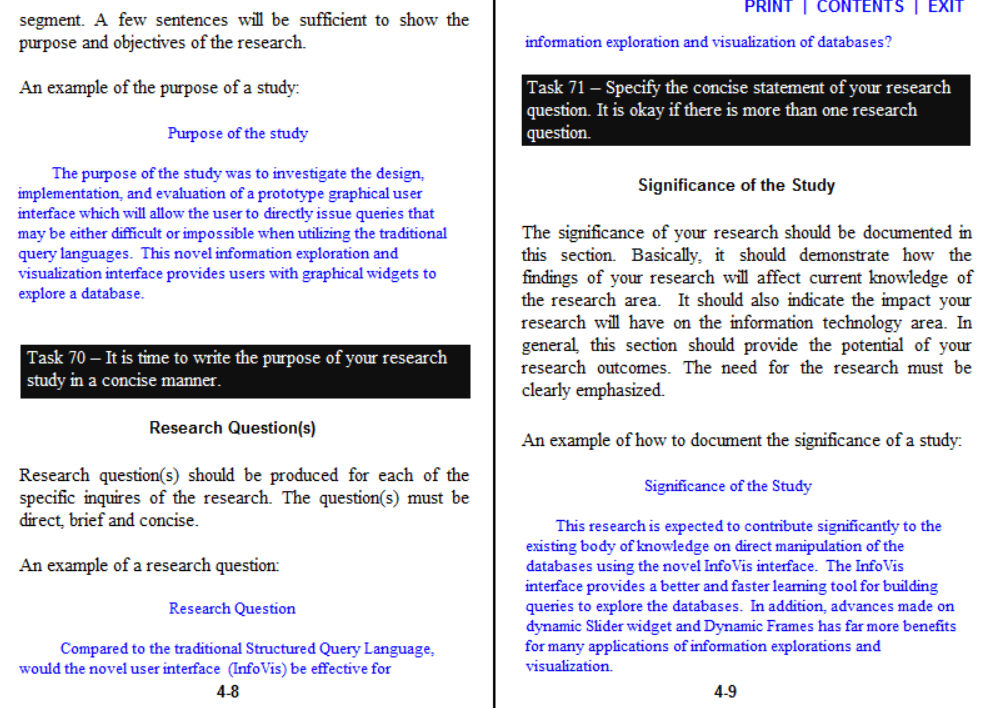 segment. A few sentences will be sufficient to show the
purpose and objectives of the research.
An example of the purpose of a study:
Purpose of the study
The purpose of the study was to investigate the design,
implementation, and evaluation of a prototype graphical user
interface which will allow the user to directly issue queries that
may be either difficult or impossible when utilizing the traditional
query languages. This novel information exploration and
visualization interface provides users with graphical widgets to
explore a database.
Task 70 – It is time to write the purpose of your research
study in a concise manner.
Research Question(s)
Research question(s) should be produced for each of the
specific inquires of the research. The question(s) must be
direct, brief and concise.
An example of a research question:
Research Question
Compared to the traditional Structured Query Language,
would the novel user interface (InfoVis) be effective for
4-8
PRINT | CONTENTS | EXIT
information exploration and visualization of databases?
Task 71 – Specify the concise statement of your research
question. It is okay if there is more than one research
question.
Significance of the Study
The significance of your research should be documented in
this section. Basically, it should demonstrate how the
findings of your research will affect current knowledge of
the research area. It should also indicate the impact your
research will have on the information technology area. In
general, this section should provide the potential of your
research outcomes. The need for the research must be
clearly emphasized.
An example of how to document the significance of a study:
Significance of the Study
This research is expected to contribute significantly to the
existing body of knowledge on direct manipulation of the
databases using the novel InfoVis interface. The InfoVis
interface provides a better and faster learning tool for building
queries to explore the databases. In addition, advances made on
dynamic Slider widget and Dynamic Frames has far more benefits
for many applications of information explorations and
visualization.
4-9